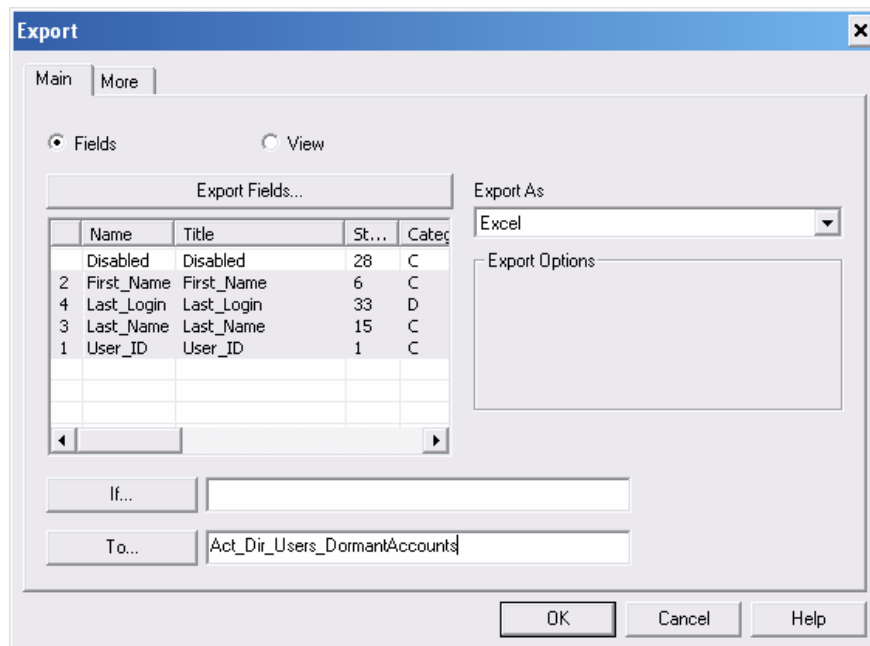 Export
Main More
Fields View
Export Fields...
Export As
Excel
Name Title St... Categ
Disabled Disabled 28 C
2 First_Name First_Name 6 C
4 Last_Login Last_Login 33 D
3 Last_Name Last_Name 15 C
1 User_ID User_ID 1 C
Export Options
If...
To... Act_Dir_Users_DormantAccounts
OK Cancel Help